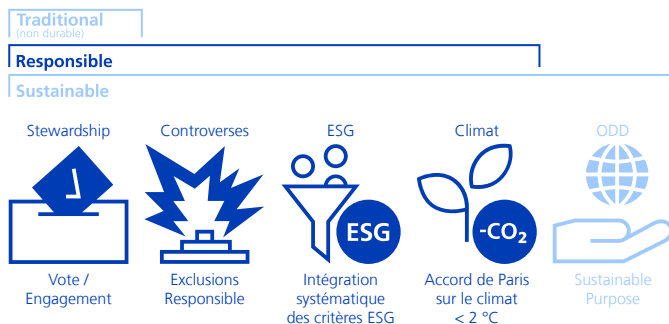 Traditional
(non durable)
Responsible
Sustainable
Stewardship
Controverses
ESG
Climat
ODD
ESG
-CO₂
Vote /
Engagement
Exclusions
Responsible
Intégration
systématique
des critères ESG
Accord de Paris
sur le climat
< 2 °C
Sustainable
Purpose